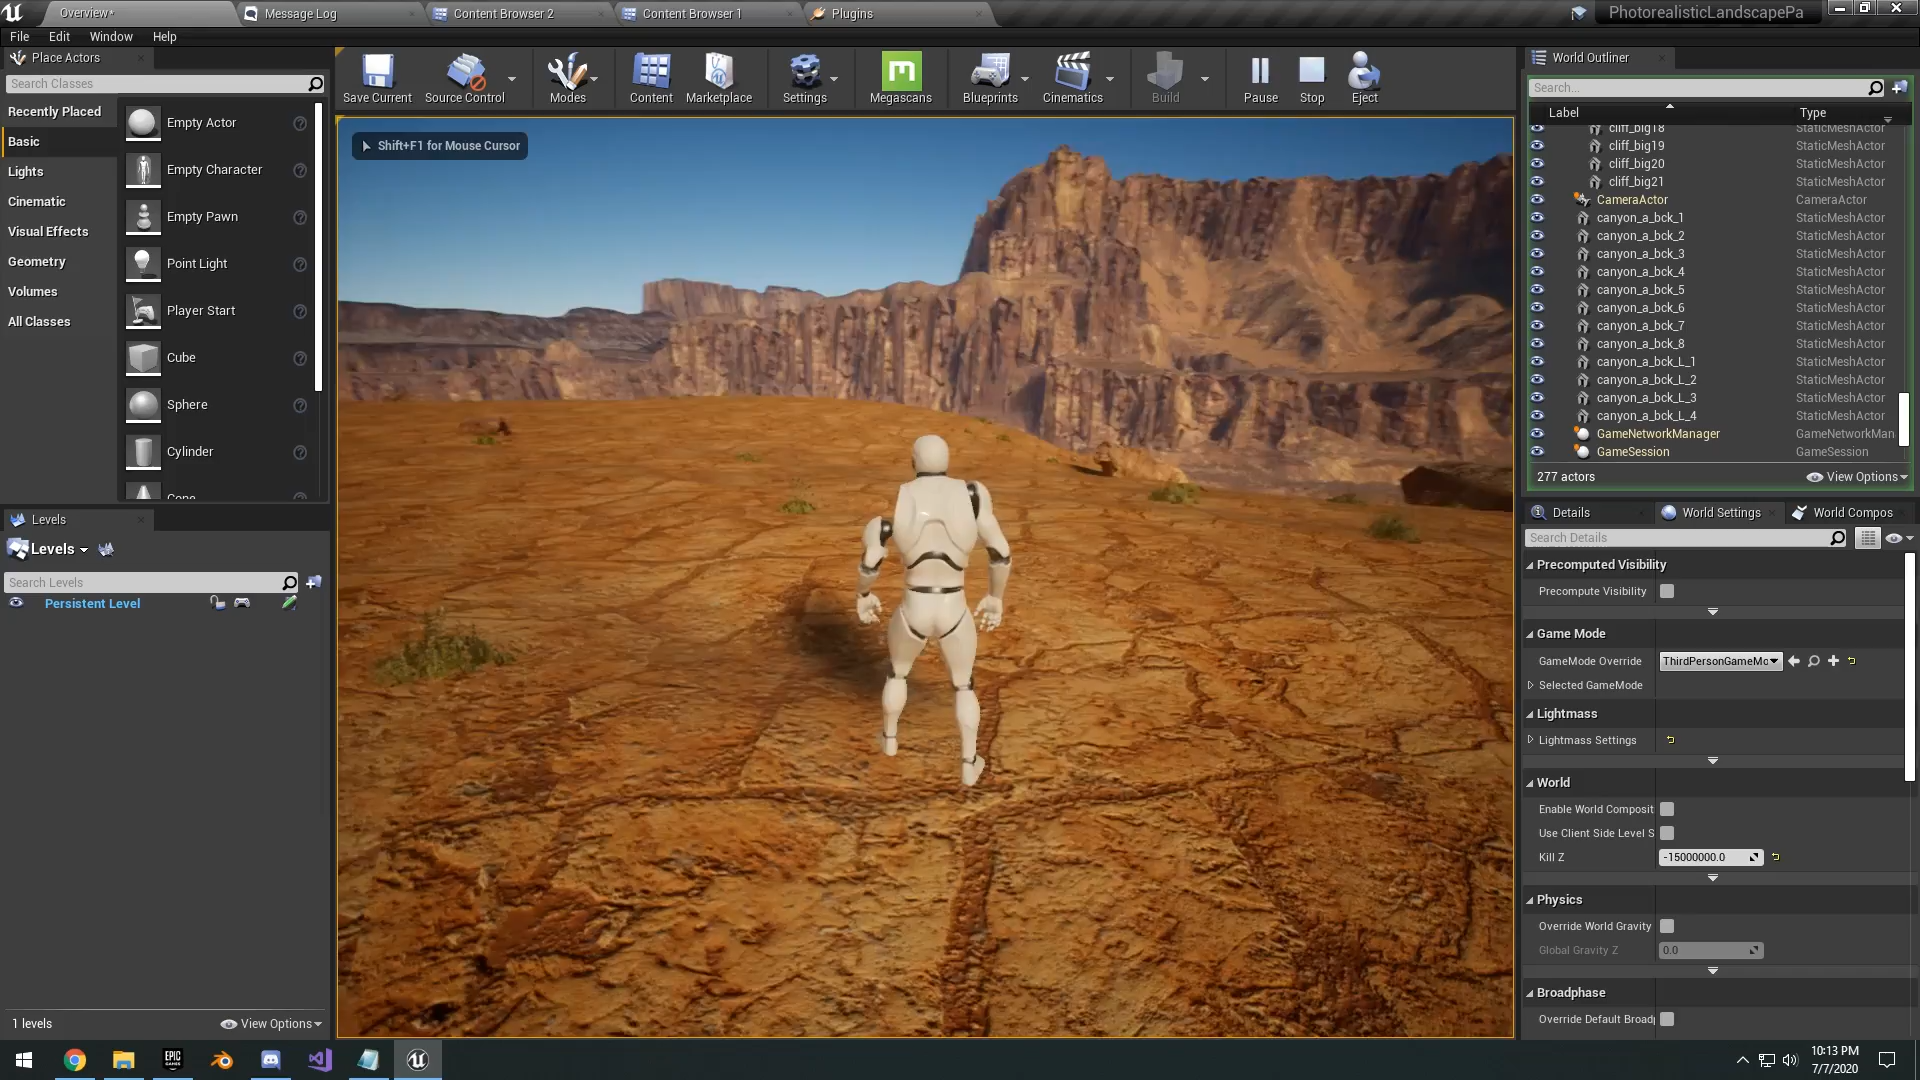 Overview*
Message Log
Content Browser 2
Content Browser 1
Plugins
PhotorealisticLandscapePa
File Edit Window Help
Place Actors
Search Classes
Recently Placed
Basic
Lights
Cinematic
Visual Effects
Geometry
Volumes
All Classes
Empty Actor
Empty Character
Empty Pawn
Point Light
Player Start
Cube
Sphere
Cylinder
Cone
Save Current
Source Control
Modes
Content
Marketplace
Settings
Megascans
Blueprints
Cinematics
Build
Pause
Stop
Eject
Shift+F1 for Mouse Cursor
World Outliner
Search...
Label Type
cliff_big18 StaticMeshActor
cliff_big19 StaticMeshActor
cliff_big20 StaticMeshActor
cliff_big21 StaticMeshActor
CameraActor CameraActor
canyon_a_bck_1 StaticMeshActor
canyon_a_bck_2 StaticMeshActor
canyon_a_bck_3 StaticMeshActor
canyon_a_bck_4 StaticMeshActor
canyon_a_bck_5 StaticMeshActor
canyon_a_bck_6 StaticMeshActor
canyon_a_bck_7 StaticMeshActor
canyon_a_bck_8 StaticMeshActor
canyon_a_bck_L_1 StaticMeshActor
canyon_a_bck_L_2 StaticMeshActor
canyon_a_bck_L_3 StaticMeshActor
canyon_a_bck_L_4 StaticMeshActor
GameNetworkManager GameNetworkMan
GameSession GameSession
277 actors View Options
Levels
Levels
Search Levels
Persistent Level
1 levels View Options
Details
World Settings
World Compos
Search Details
Precomputed Visibility
Precompute Visibility
Game Mode
GameMode Override ThirdPersonGameMo
Selected GameMode
Lightmass
Lightmass Settings
World
Enable World Composit
Use Client Side Level S
Kill Z -15000000.0
Physics
Override World Gravity
Global Gravity Z 0.0
Broadphase
Override Default Broad
EPIC
GAMES
10:13 PM
7/7/2020